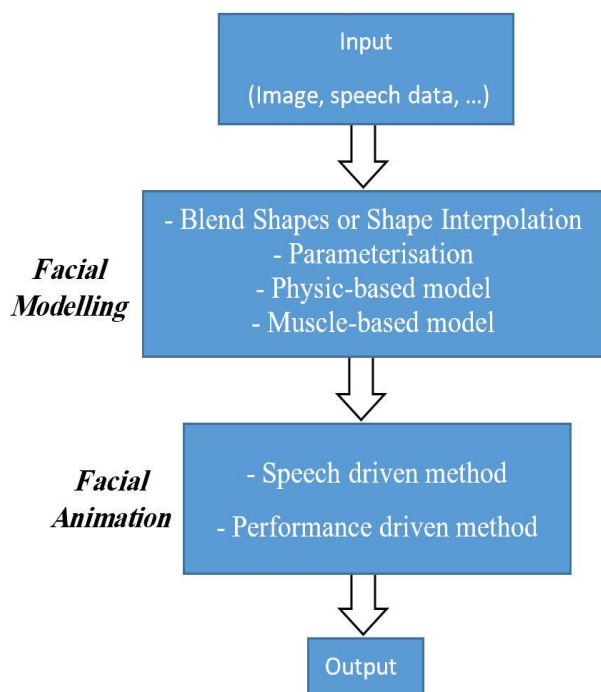 Input
(Image, speech data, ...)
Facial
Modelling
- Blend Shapes or Shape Interpolation
- Parameterisation
- Physic-based model
- Muscle-based model
Facial
Animation
- Speech driven method
- Performance driven method
Output